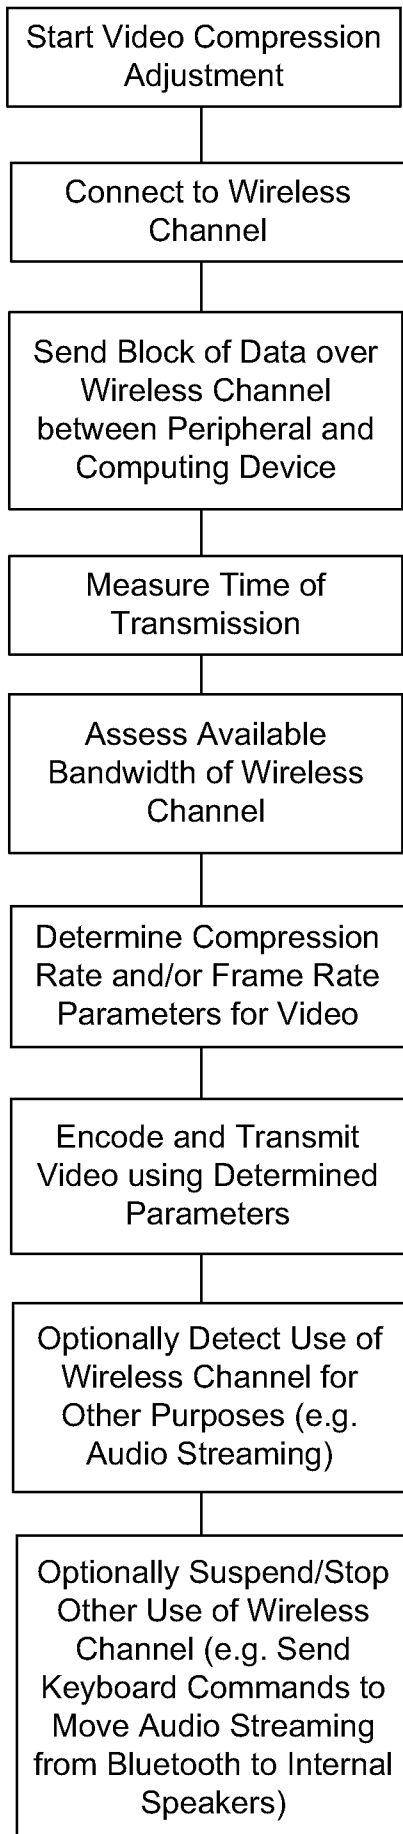 Start Video Compression
Adjustment
Connect to Wireless
Channel
Send Block of Data over
Wireless Channel
between Peripheral and
Computing Device
Measure Time of
Transmission
Assess Available
Bandwidth of Wireless
Channel
Determine Compression
Rate and/or Frame Rate
Parameters for Video
Encode and Transmit
Video using Determined
Parameters
Optionally Detect Use of
Wireless Channel for
Other Purposes (e.g.
Audio Streaming)
Optionally Suspend/Stop
Other Use of Wireless
Channel (e.g. Send
Keyboard Commands to
Move Audio Streaming
from Bluetooth to Internal
Speakers)